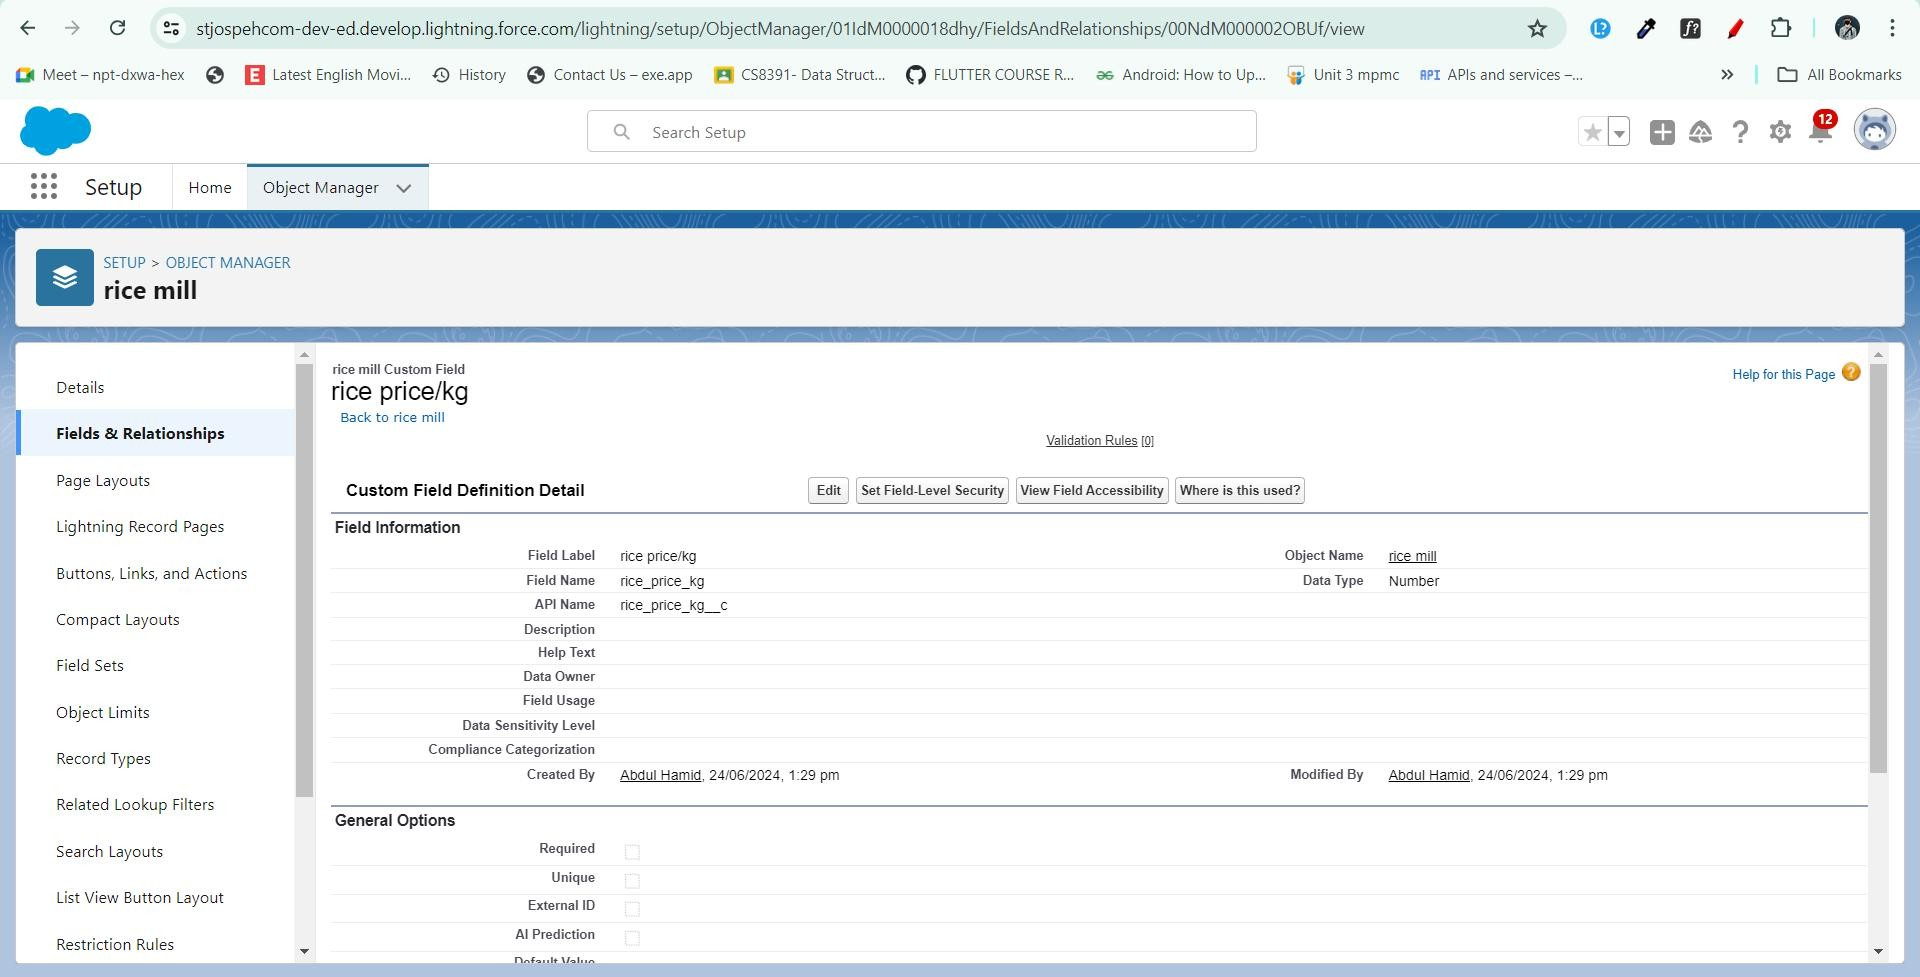 stjospehcom-dev-ed.develop.lightning.force.com/lightning/setup/ObjectManager/01IdM0000018dhy/FieldsAndRelationships/00NdM000002OBUf/view
Meet – npt-dxwa-hex
Latest English Movi...
History
Contact Us – exe.app
CS8391- Data Struct...
FLUTTER COURSE R...
Android: How to Up...
Unit 3 mpmc
API APIs and services –...
» All Bookmarks
Search Setup
12
Setup Home Object Manager
SETUP > OBJECT MANAGER
rice mill
Details
Fields & Relationships
Page Layouts
Lightning Record Pages
Buttons, Links, and Actions
Compact Layouts
Field Sets
Object Limits
Record Types
Related Lookup Filters
Search Layouts
List View Button Layout
Restriction Rules
rice mill Custom Field
rice price/kg
Back to rice mill
Help for this Page ?
Validation Rules [0]
Custom Field Definition Detail Edit Set Field-Level Security View Field Accessibility Where is this used?
Field Information
Field Label rice price/kg Object Name rice mill
Field Name rice_price_kg Data Type Number
API Name rice_price_kg__c
Description
Help Text
Data Owner
Field Usage
Data Sensitivity Level
Compliance Categorization
Created By Abdul Hamid, 24/06/2024, 1:29 pm Modified By Abdul Hamid, 24/06/2024, 1:29 pm
General Options
Required
Unique
External ID
AI Prediction
Default Value